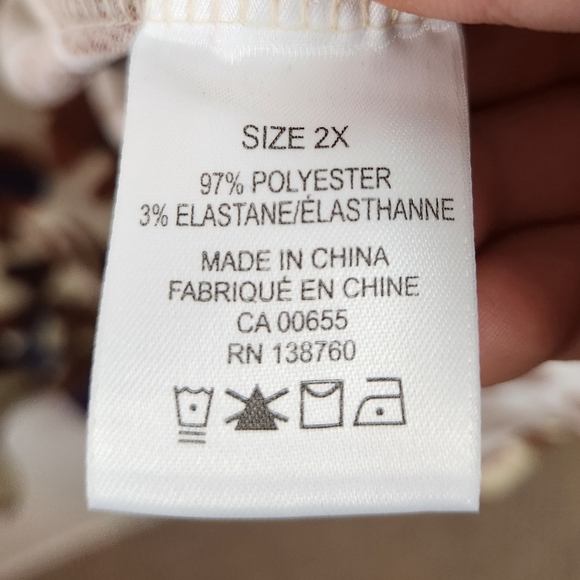 SIZE 2X
97% POLYESTER
3% ELASTANE/ÉLASTHANNE
MADE IN CHINA
FABRIQUÉ EN CHINE
CA 00655
RN 138760